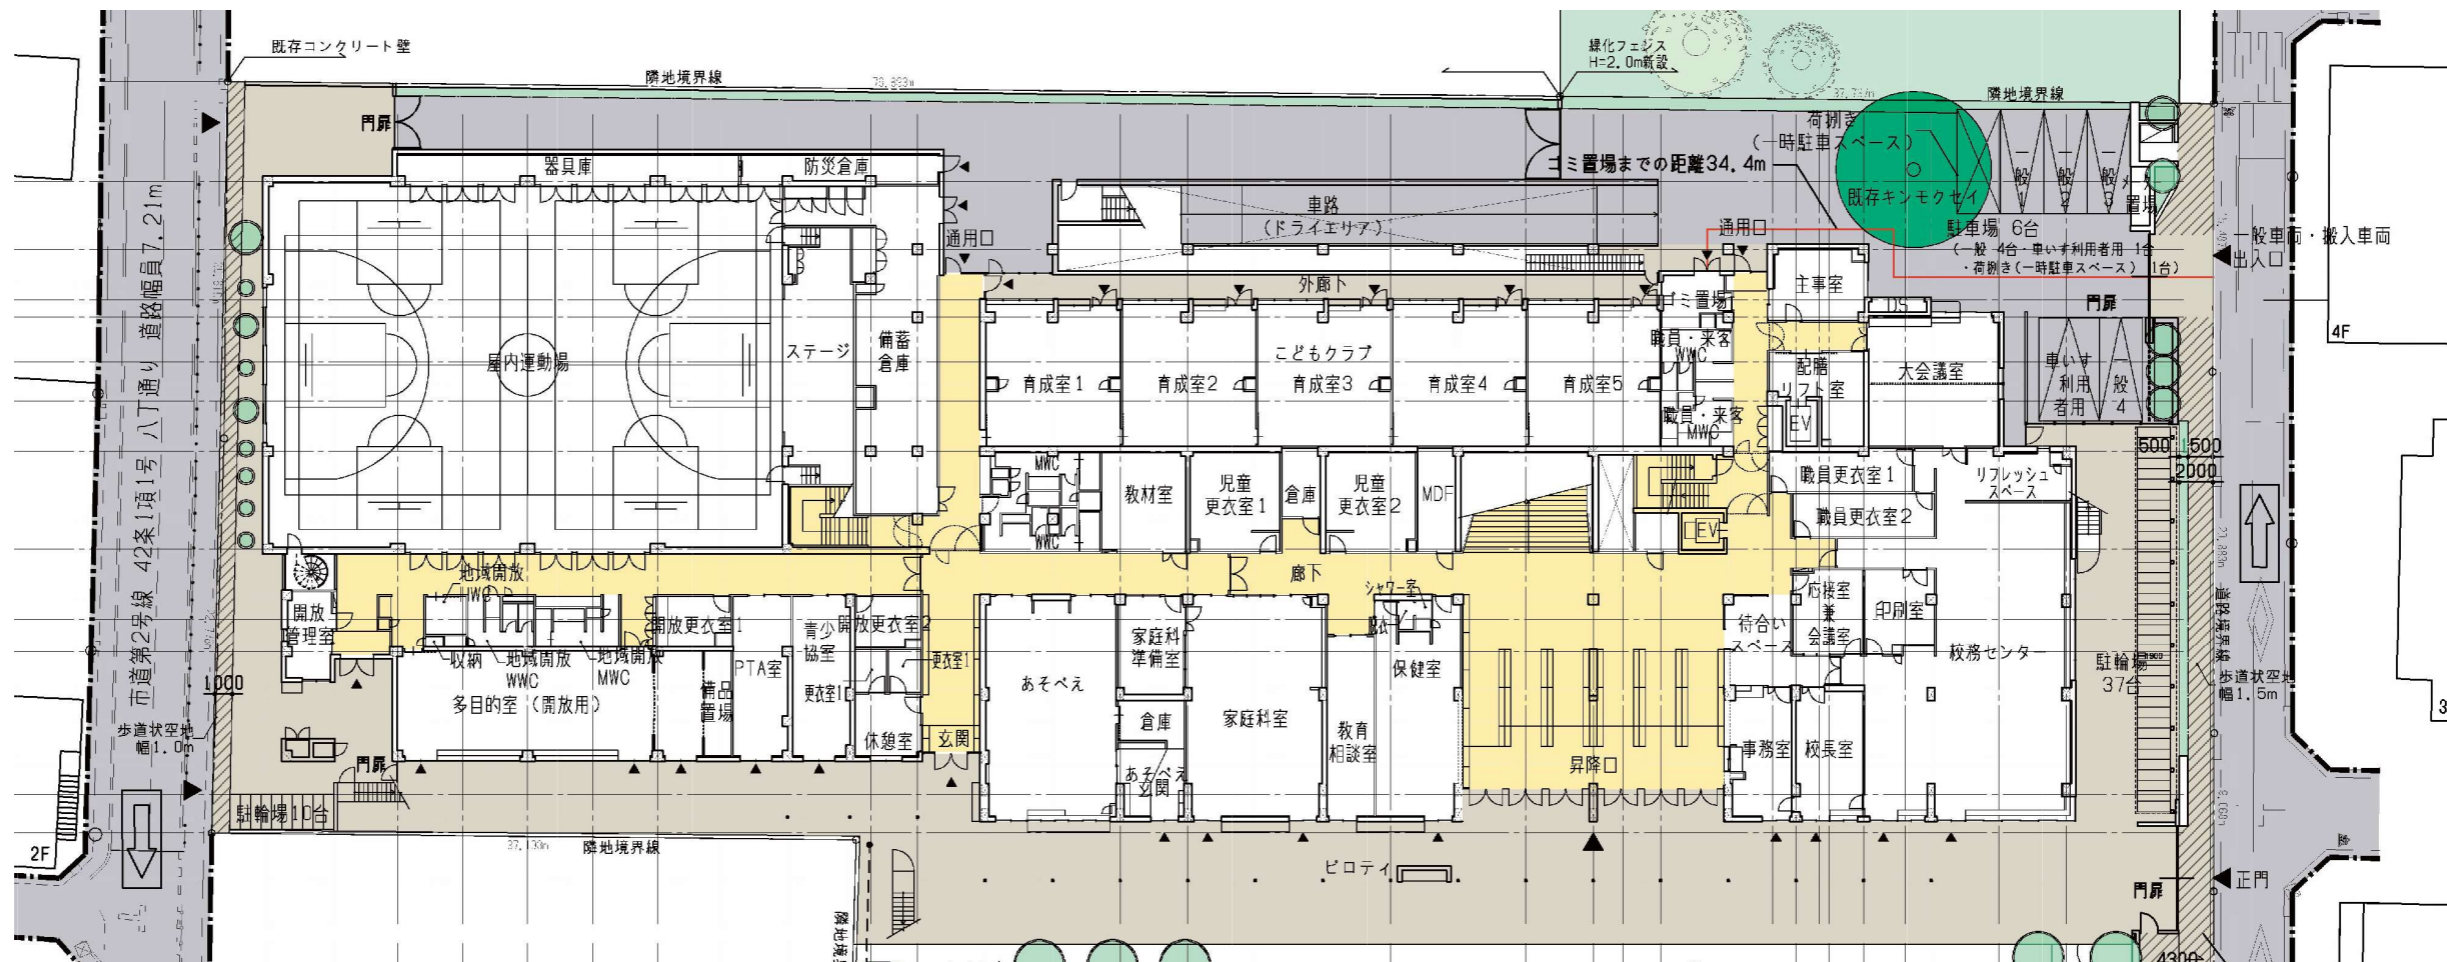 既存コンクリート壁
隣地境界線
緑化フェンス
H=2.0m新設
隣地境界線
門扉
荷捌き
(一時駐車スペース)
ゴミ置場までの距離34.4m
既存キンモクセイ
一般
1
一般
2
一般
3
メーター
置場
駐車場 6台
(一般 4台・車いす利用者用 1台
・荷捌き(一時駐車スペース) 1台)
一般車両・搬入車両
出入口
門扉
4F
器具庫
防災倉庫
車路
(ドライエリア)
通用口
通用口
外廊下
市道第2号線 42条1項1号 八丁通り 道路幅員7.21m
屋内運動場
ステージ
備蓄
倉庫
こどもクラブ
育成室1
育成室2
育成室3
育成室4
育成室5
ゴミ置場
職員・来客
WWC
職員・来客
MWC
主事室
DS
配膳
リフト室
EV
大会議室
車いす
利用
者用
一般
4
500
500
2000
MWC
WWC
教材室
児童
更衣室1
倉庫
児童
更衣室2
MDF
EV
職員更衣室1
職員更衣室2
リフレッシュ
スペース
地域開放
HWC
廊下
シャワー室
開放
管理室
収納
地域開放
WWC
地域開放
MWC
多目的室(開放用)
開放更衣室1
備品
置場
PTA室
青少
協室
更衣室1
開放更衣室2
更衣室1
休憩室
玄関
あそべえ
家庭科
準備室
倉庫
あそべえ
玄関
家庭科室
教育
相談室
保健室
昇降口
待合い
スペース
応接室
兼
会議室
印刷室
校務センター
事務室
校長室
駐輪場
37台
道路境界線
歩道状空地
幅1.5m
1000
歩道状空地
幅1.0m
門扉
駐輪場10台
2F
隣地境界線
ピロティ
門扉
正門
4300